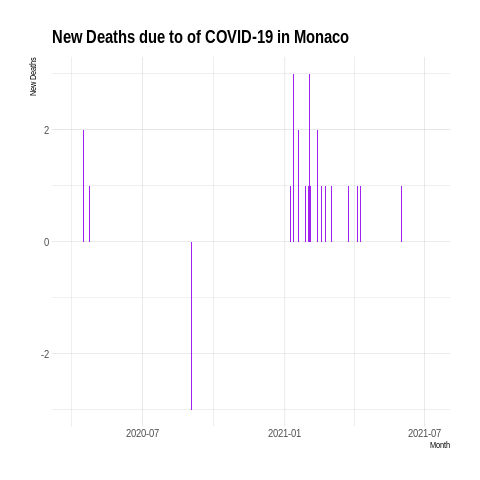 New Deaths due to of COVID-19 in Monaco
New Deaths
2
0
-2
2020-07
2021-01
2021-07
Month